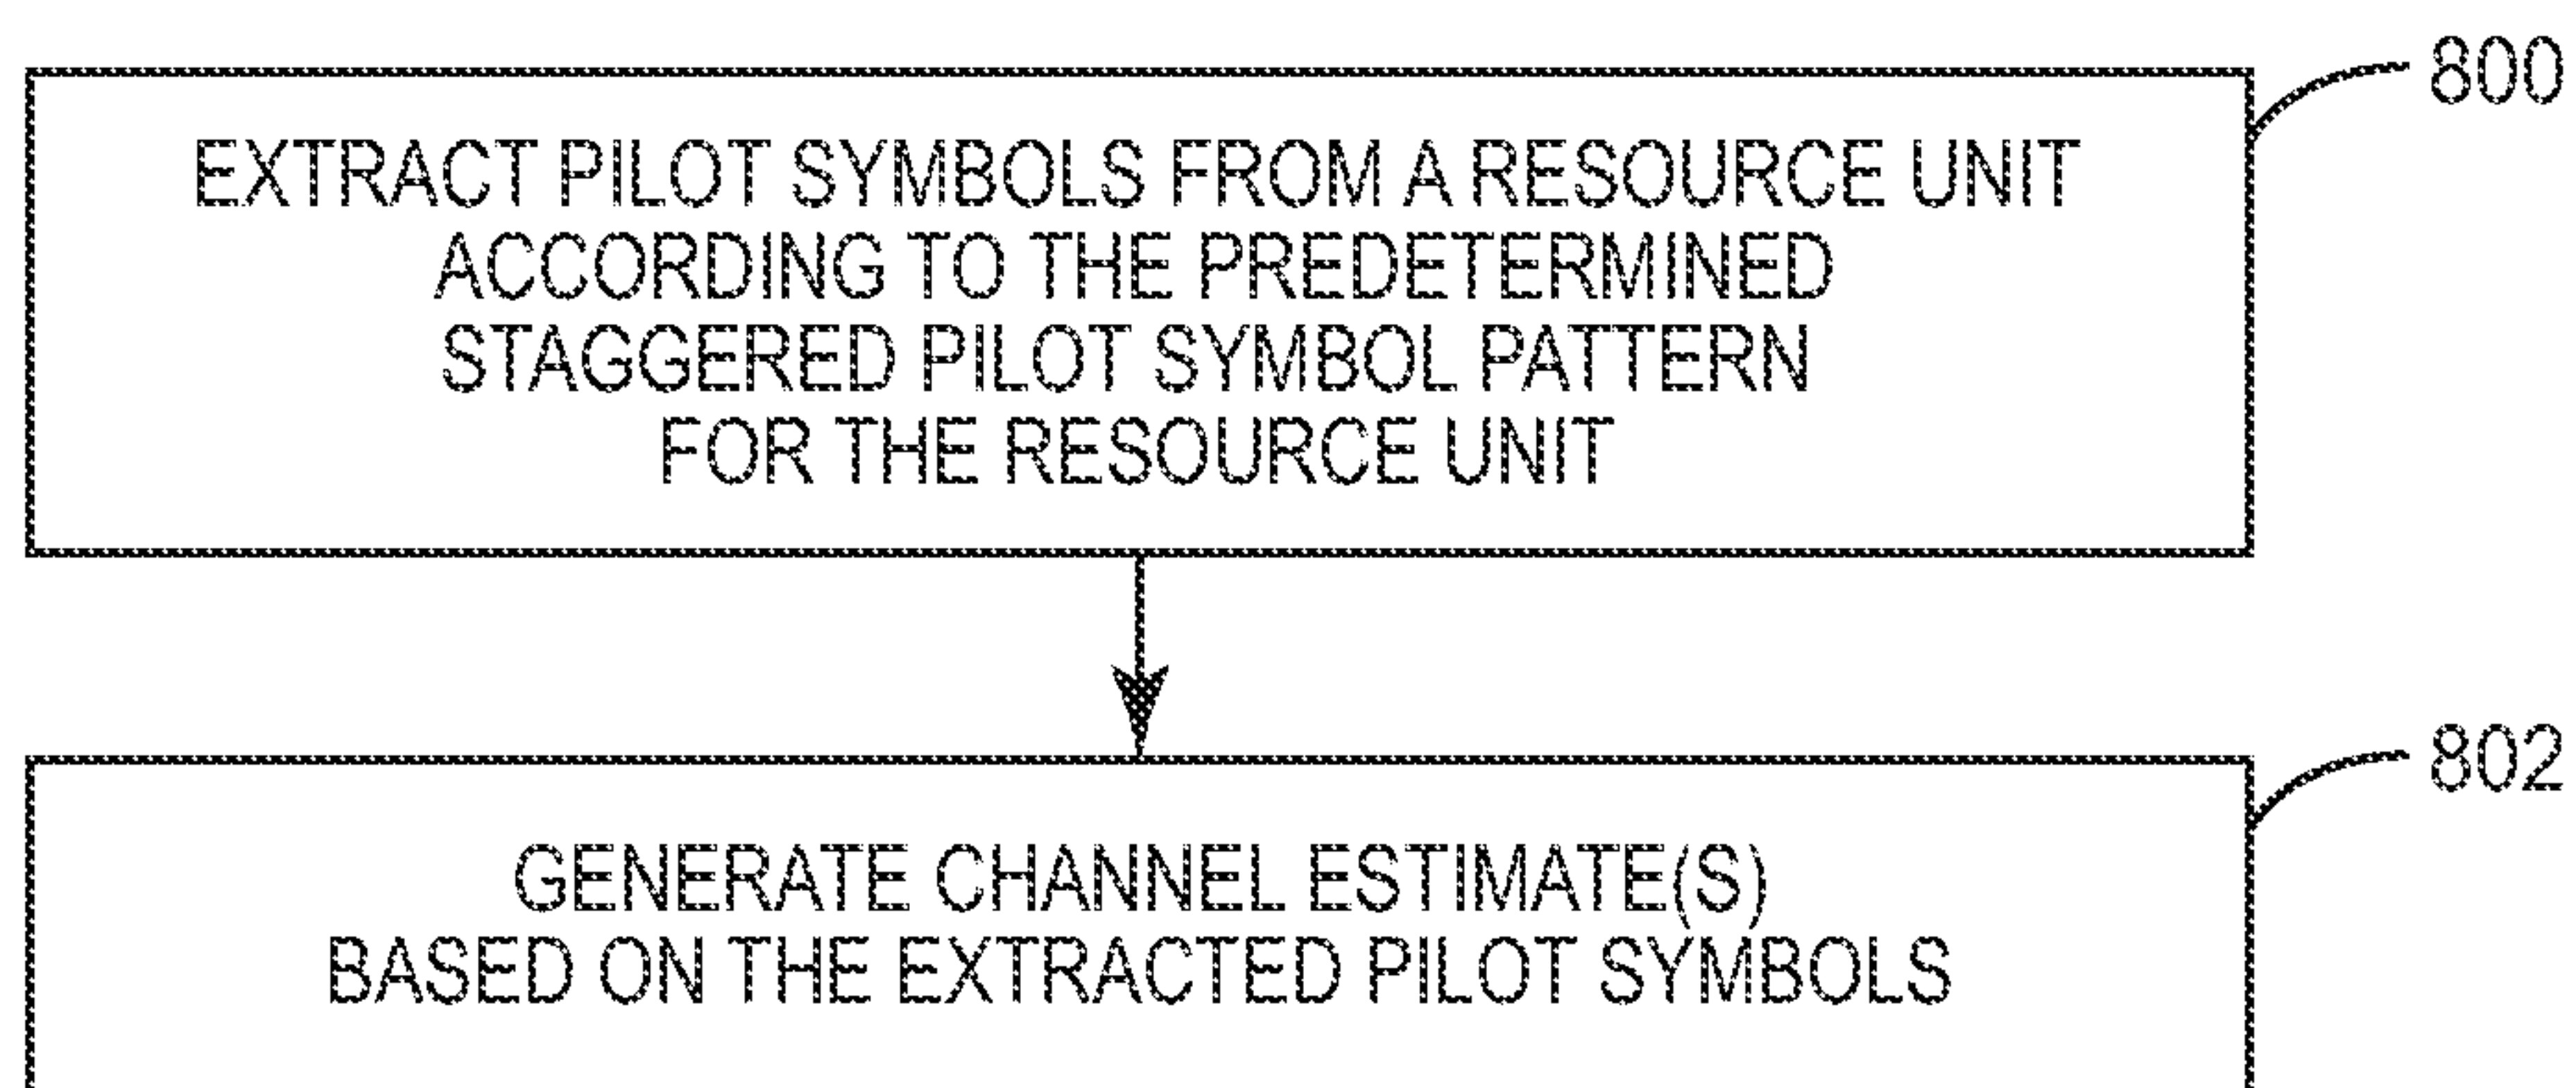 800
EXTRACT PILOT SYMBOLS FROM A RESOURCE UNIT
ACCORDING TO THE PREDETERMINED
STAGGERED PILOT SYMBOL PATTERN
FOR THE RESOURCE UNIT
802
GENERATE CHANNEL ESTIMATE(S)
BASED ON THE EXTRACTED PILOT SYMBOLS